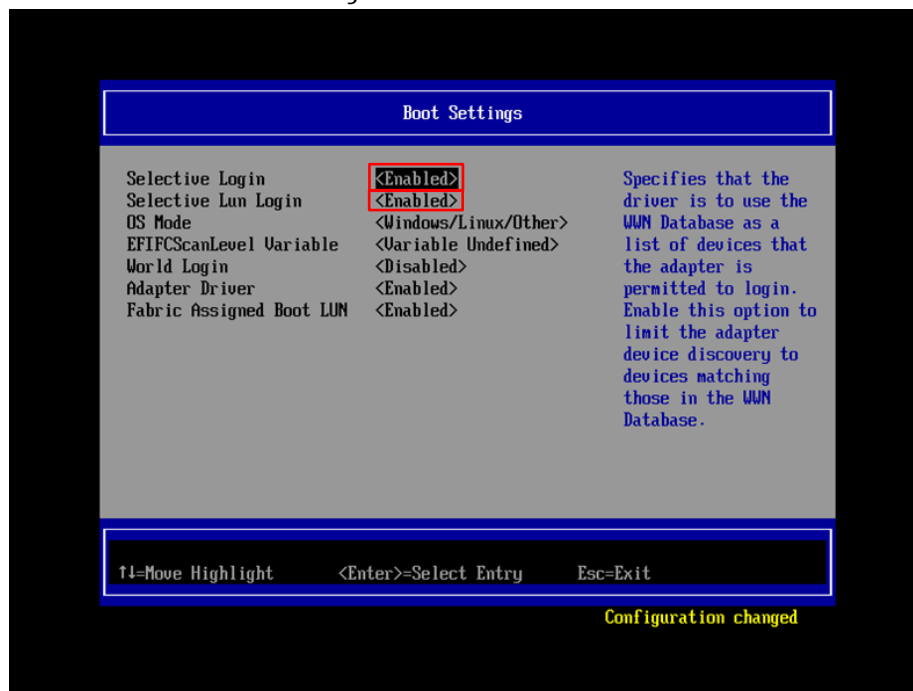 Boot Settings
Selective Login <Enabled>
Selective Lun Login <Enabled>
OS Mode <Windows/Linux/Other>
EFIFCScanLevel Variable <Variable Undefined>
World Login <Disabled>
Adapter Driver <Enabled>
Fabric Assigned Boot LUN <Enabled>
Specifies that the
driver is to use the
WWN Database as a
list of devices that
the adapter is
permitted to login.
Enable this option to
limit the adapter
device discovery to
devices matching
those in the WWN
Database.
↑↓=Move Highlight <Enter>=Select Entry Esc=Exit
Configuration changed